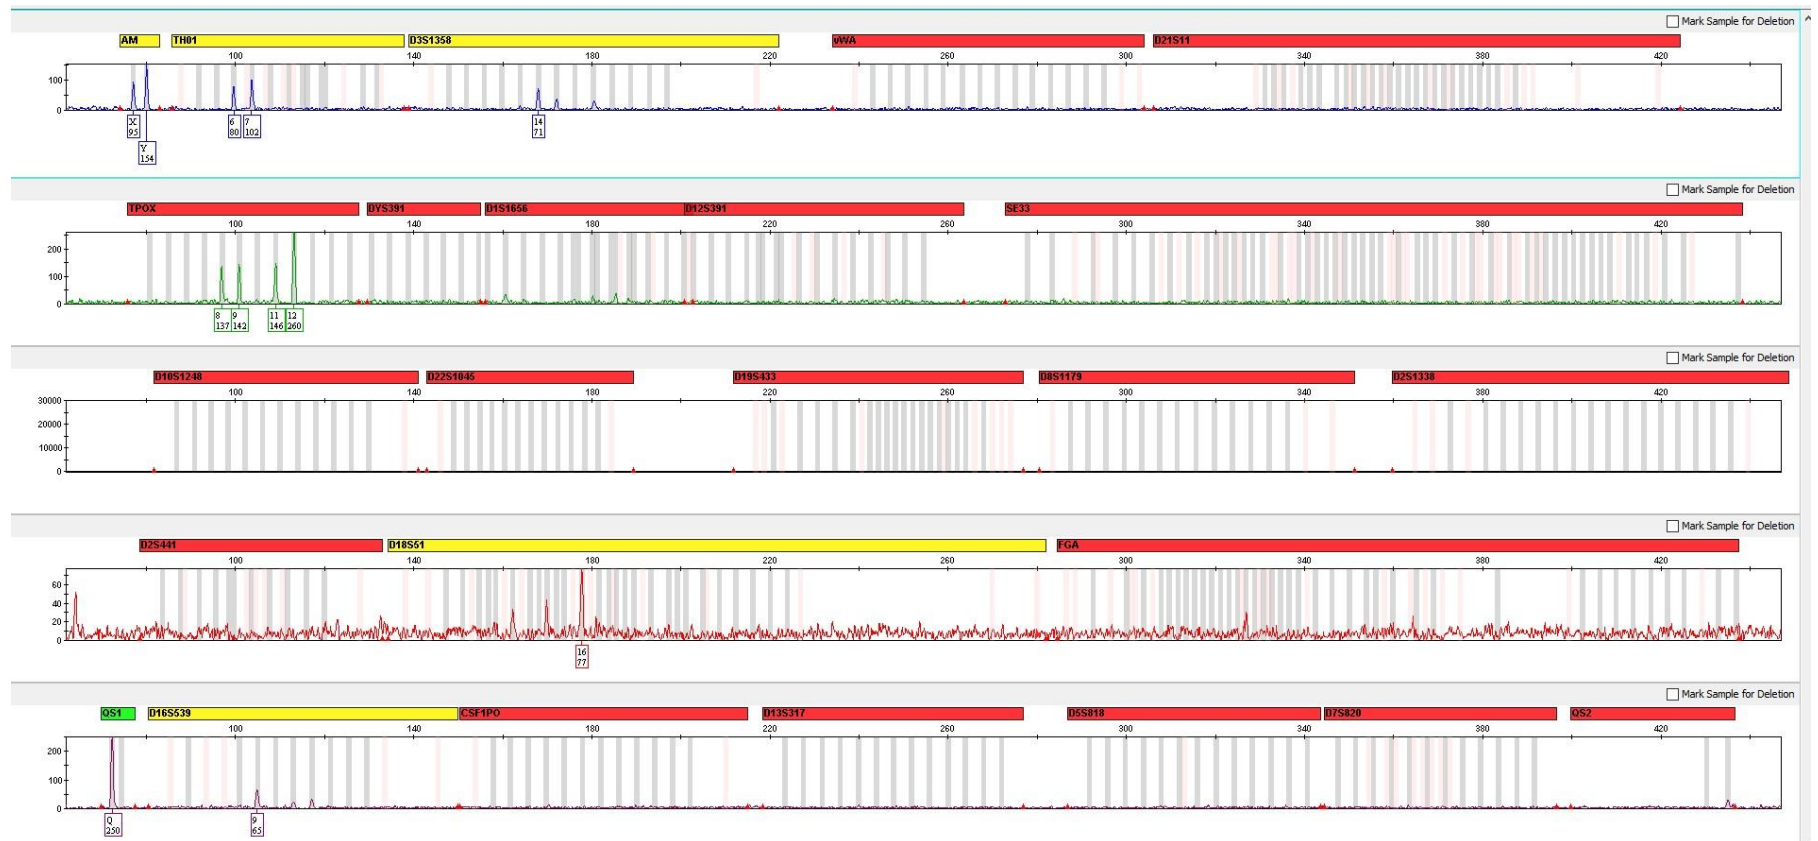 Mark Sample for Deletion
AM TH01 D3S1358 vWA D21S11
100 140 180 220 260 300 340 380 420
100
0
X 6 7 14
95 80 102 71
Y
154
Mark Sample for Deletion
TPOX DYS391 D1S1656 D12S391 SE33
100 140 180 220 260 300 340 380 420
200
100
0
8 9 11 12
137 142 146 260
Mark Sample for Deletion
D10S1248 D22S1045 D19S433 D8S1179 D2S1338
100 140 180 220 260 300 340 380 420
30000
20000
10000
0
Mark Sample for Deletion
D2S441 D18S51 FGA
100 140 180 220 260 300 340 380 420
60
40
20
0
16
77
Mark Sample for Deletion
QS1 D16S539 CSF1PO D13S317 D5S818 D7S820 QS2
100 140 180 220 260 300 340 380 420
200
100
0
Q 9
250 65